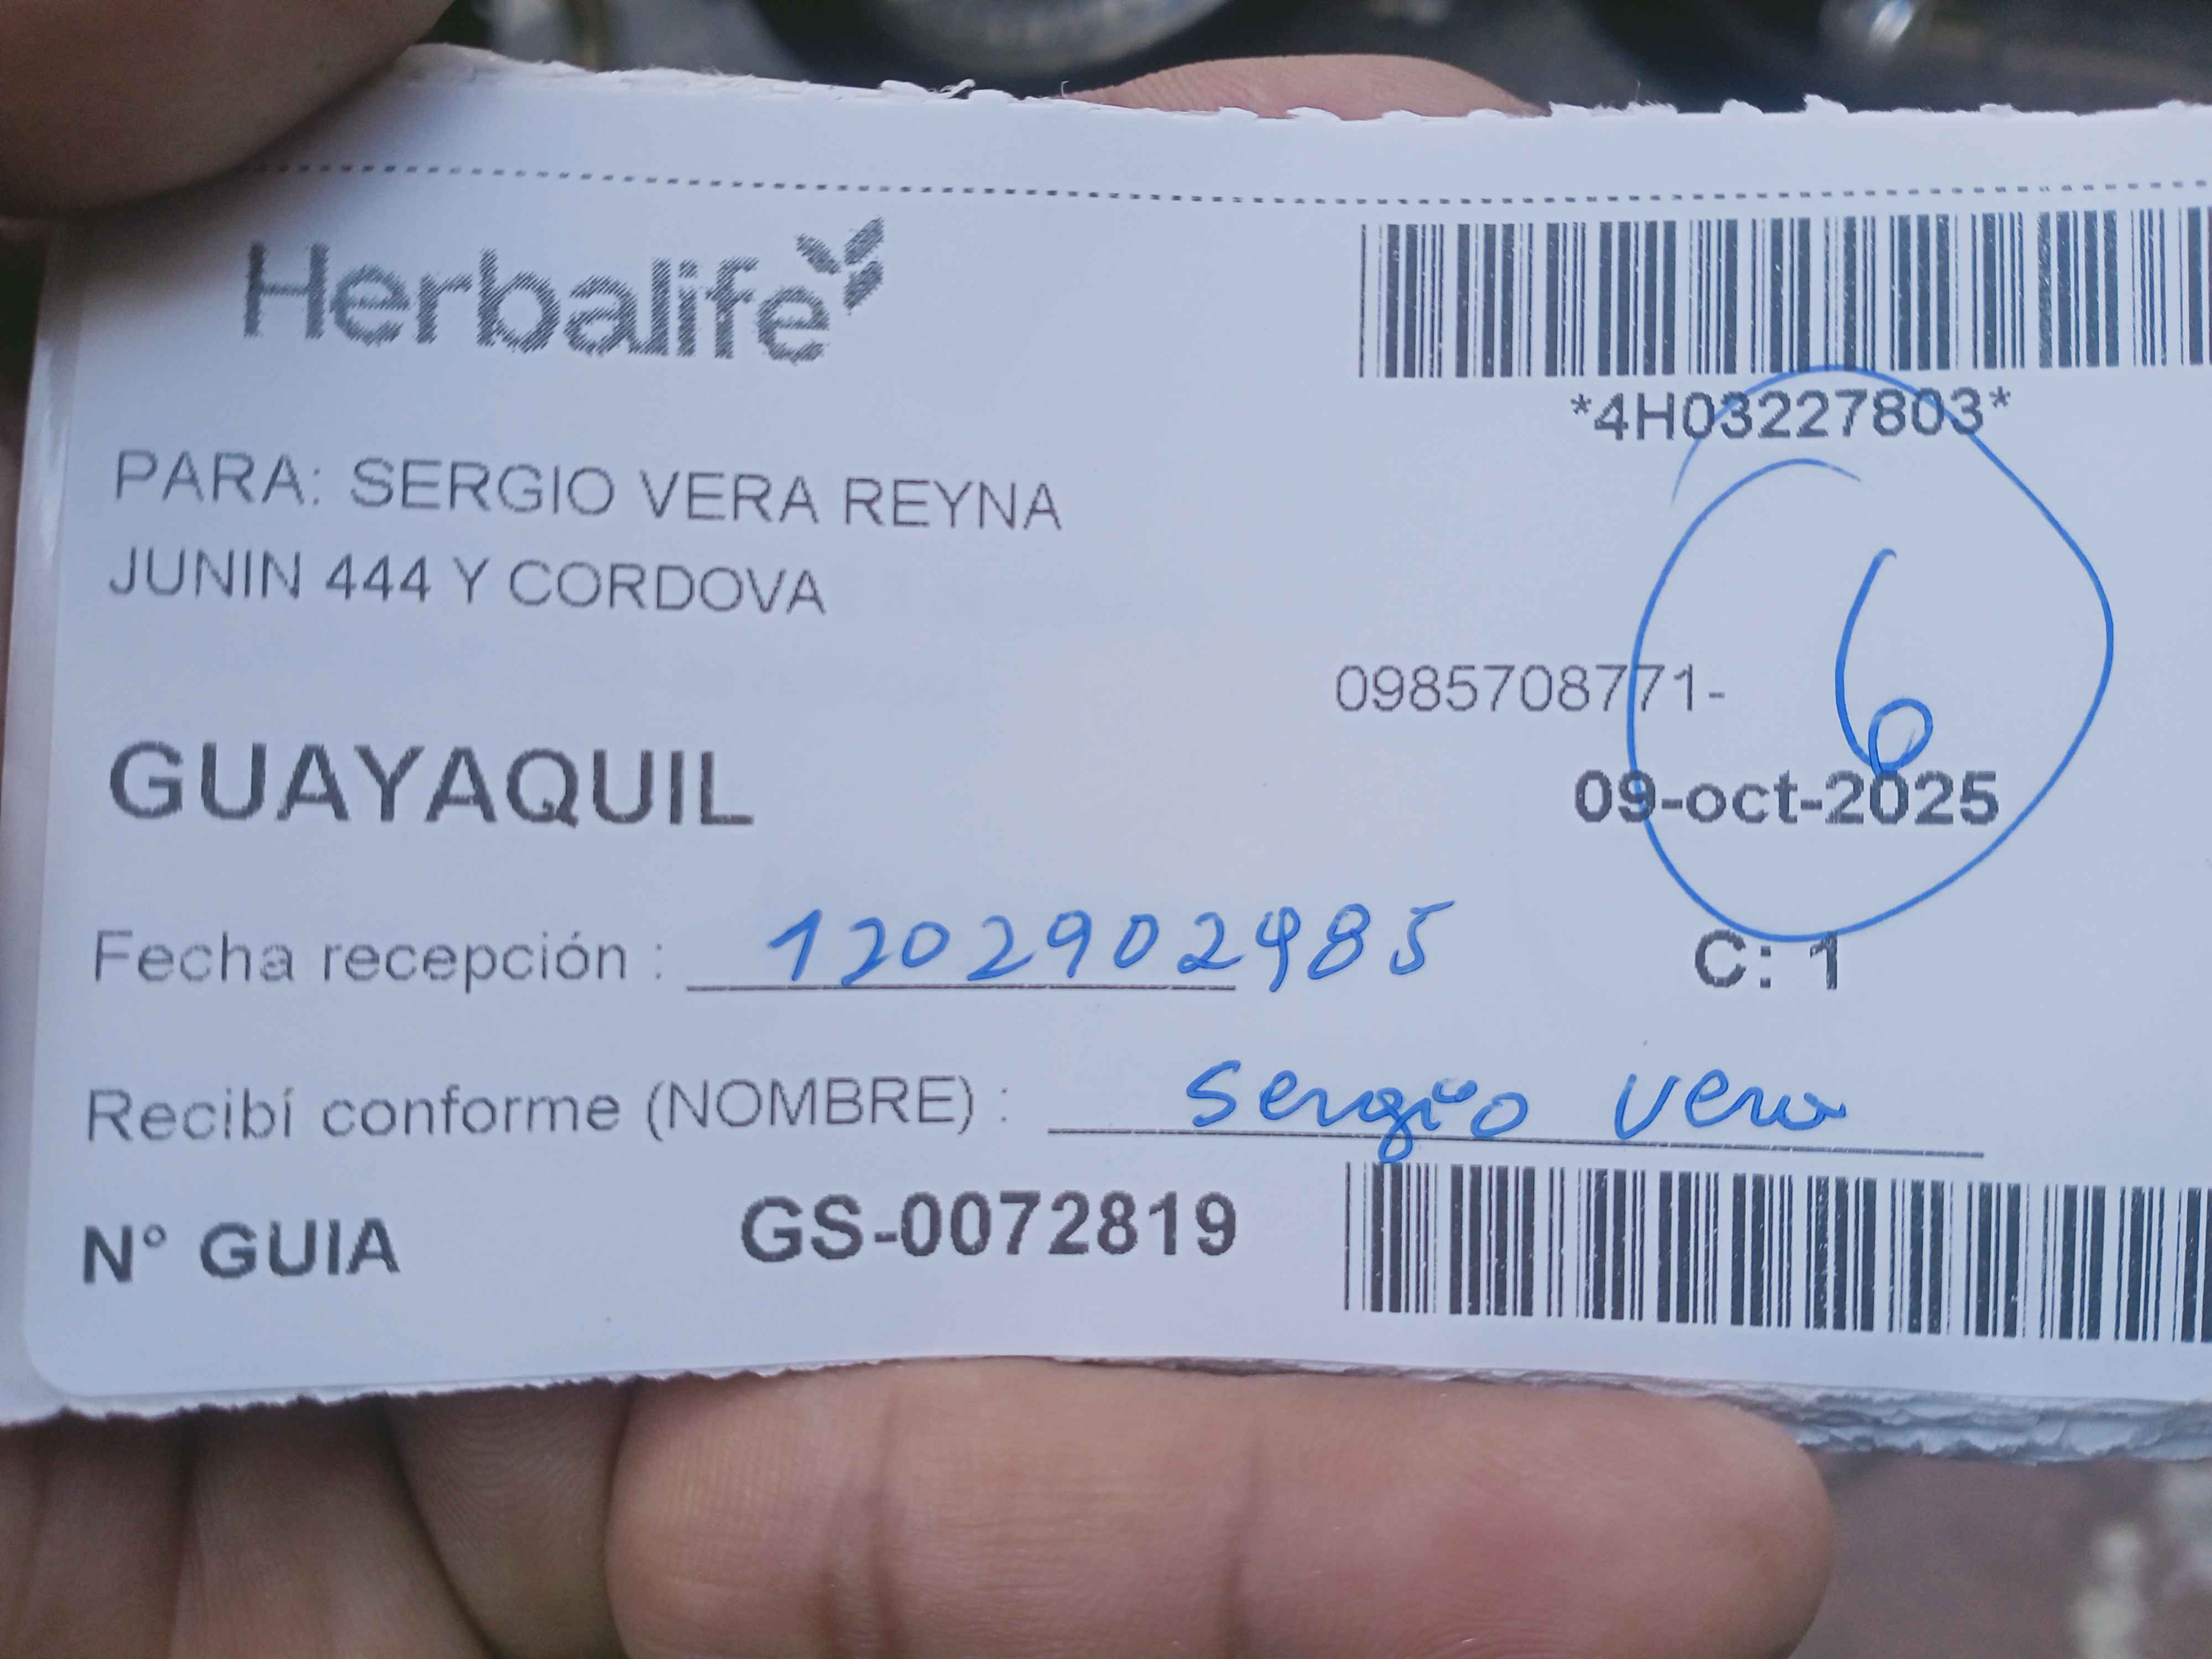 Herbalife
*4H03227803*
PARA: SERGIO VERA REYNA
JUNIN 444 Y CORDOVA
6
0985708771-
GUAYAQUIL
09-oct-2025
Fecha recepción : 1202902985
C: 1
Recibí conforme (NOMBRE) : Sergio Vera
N° GUIA GS-0072819